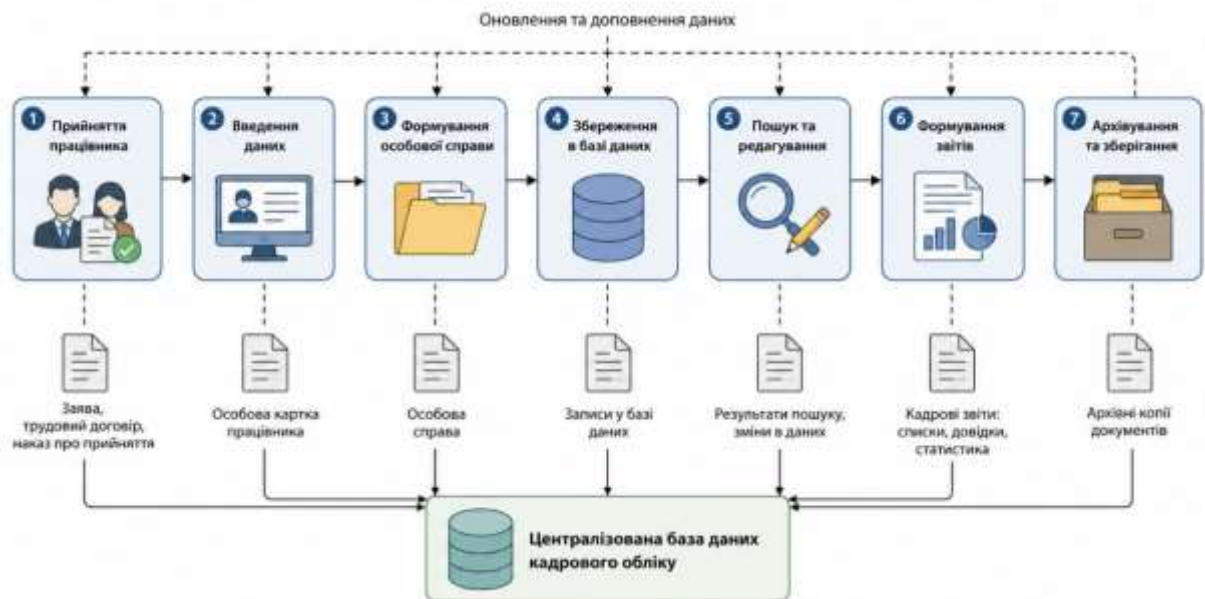 Оновлення та доповнення даних
1 Прийняття
працівника
2 Введення
даних
3 Формування
особової справи
4 Збереження
в базі даних
5 Пошук та
редагування
6 Формування
звітів
7 Архівування
та зберігання
Заява,
трудовий договір,
наказ про прийняття
Особова картка
працівника
Особова
справа
Записи у базі
даних
Результати пошуку,
зміни в даних
Кадрові звіти:
списки, довідки,
статистика
Архівні копії
документів
Централізована база даних
кадрового обліку